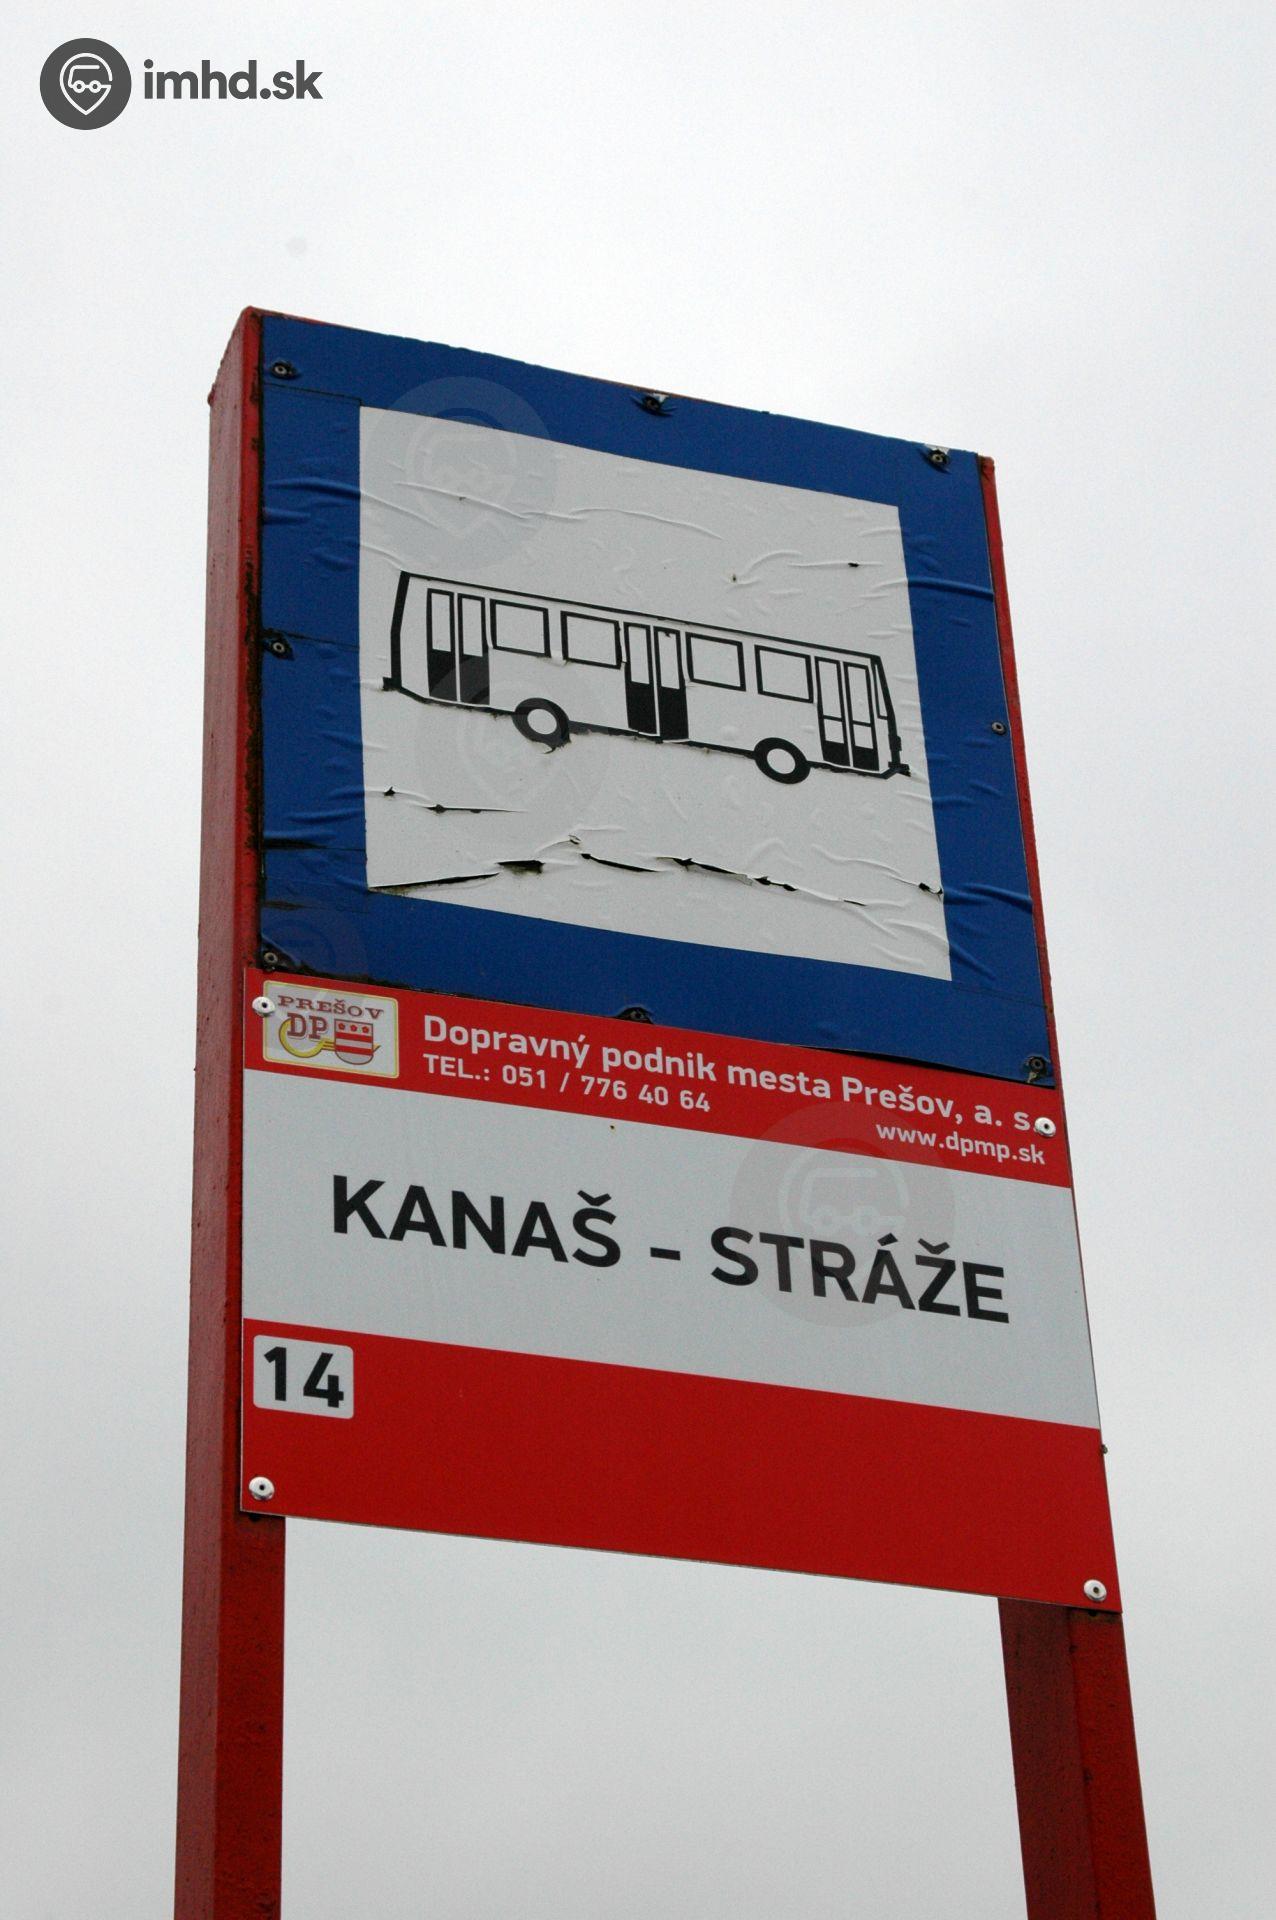 imhd.sk
PREŠOV
DP
Dopravný podnik mesta Prešov, a. s.
TEL.: 051 / 776 40 64
www.dpmp.sk
KANAŠ - STRÁŽE
14